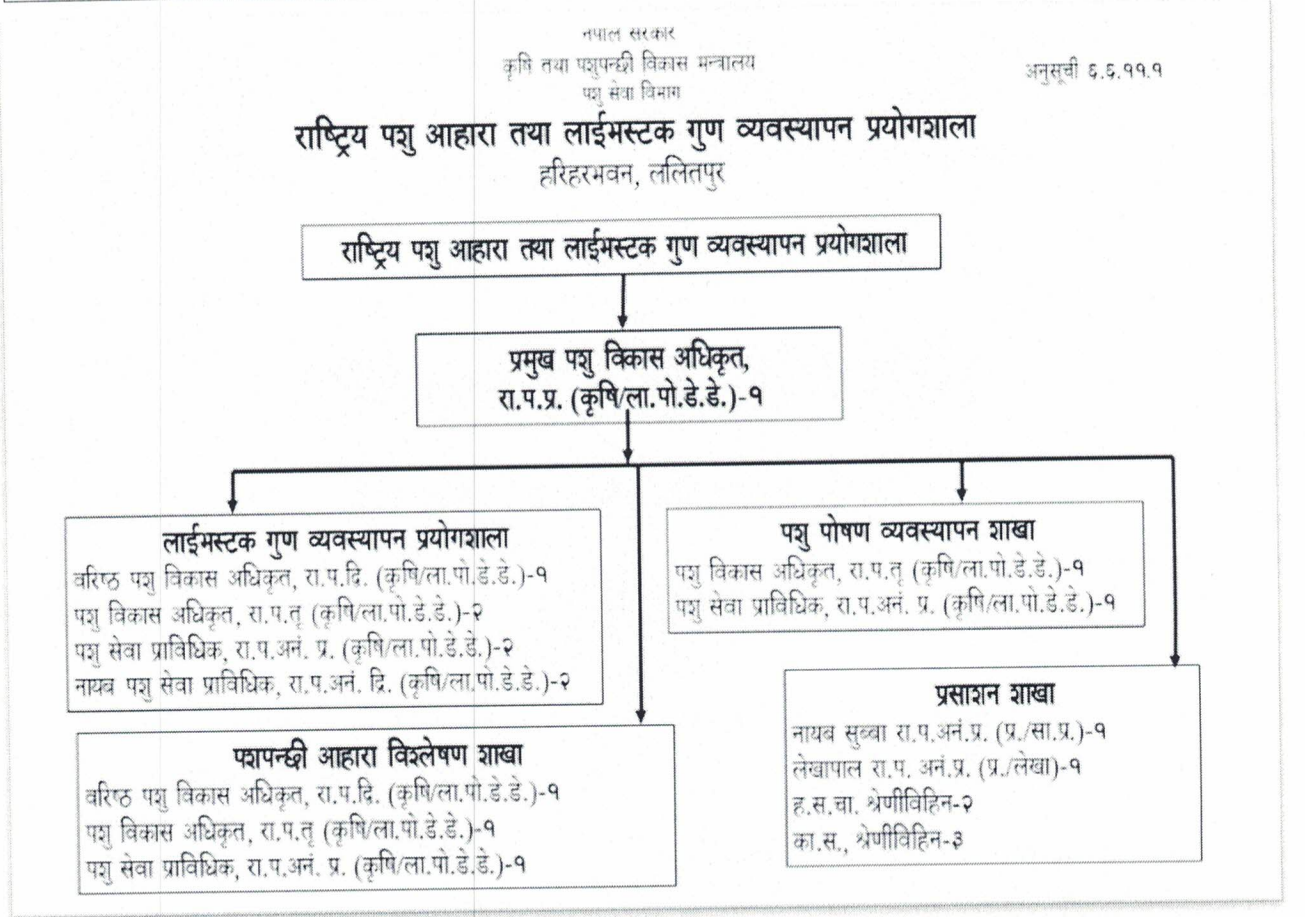 नपाल सरकार
कृषि तथा पशुपन्छी विकास मन्त्रालय
पशु सेवा विभाग
अनुसूची ६.६.११.१
राष्ट्रिय पशु आहारा तथा लाईभस्टक गुण व्यवस्थापन प्रयोगशाला
हरिहरभवन, ललितपुर
राष्ट्रिय पशु आहारा तथा लाईभस्टक गुण व्यवस्थापन प्रयोगशाला
प्रमुख पशु विकास अधिकृत,
रा.प.प्र. (कृषि/ला.पो.डे.डे.)-१
लाईभस्टक गुण व्यवस्थापन प्रयोगशाला
वरिष्ठ पशु विकास अधिकृत, रा.प.द्वि. (कृषि/ला.पो.डे.डे.)-१
पशु विकास अधिकृत, रा.प.तृ (कृषि/ला.पो.डे.डे.)-२
पशु सेवा प्राविधिक, रा.प.अनं. प्र. (कृषि/ला.पो.डे.डे.)-२
नायब पशु सेवा प्राविधिक, रा.प.अनं. द्वि. (कृषि/ला.पो.डे.डे.)-२
पशु पोषण व्यवस्थापन शाखा
पशु विकास अधिकृत, रा.प.तृ (कृषि/ला.पो.डे.डे.)-१
पशु सेवा प्राविधिक, रा.प.अनं. प्र. (कृषि/ला.पो.डे.डे.)-१
पशपन्छी आहारा विश्लेषण शाखा
वरिष्ठ पशु विकास अधिकृत, रा.प.द्वि. (कृषि/ला.पो.डे.डे.)-१
पशु विकास अधिकृत, रा.प.तृ (कृषि/ला.पो.डे.डे.)-१
पशु सेवा प्राविधिक, रा.प.अनं. प्र. (कृषि/ला.पो.डे.डे.)-१
प्रसाशन शाखा
नायब सुब्बा रा.प.अनं.प्र. (प्र./सा.प्र.)-१
लेखापाल रा.प. अनं.प्र. (प्र./लेखा)-१
ह.स.चा. श्रेणीविहिन-२
का.स., श्रेणीविहिन-३